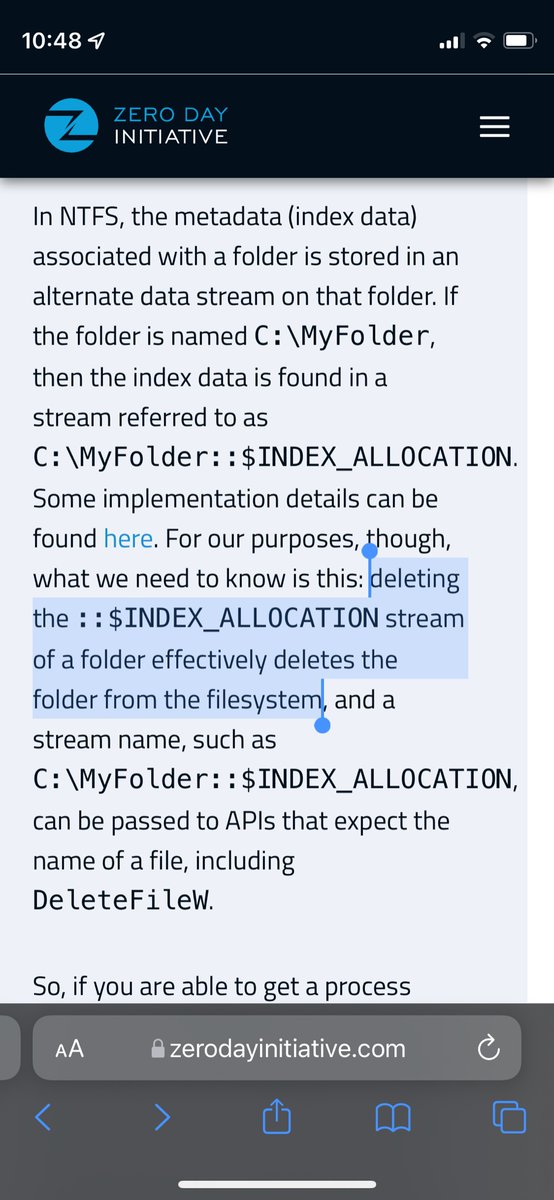 10:48
ZERO DAY
INITIATIVE
In NTFS, the metadata (index data)
associated with a folder is stored in an
alternate data stream on that folder. If
the folder is named C:\MyFolder,
then the index data is found in a
stream referred to as
C:\MyFolder::$INDEX_ALLOCATION.
Some implementation details can be
found here. For our purposes, though,
what we need to know is this: deleting
the ::$INDEX_ALLOCATION stream
of a folder effectively deletes the
folder from the filesystem, and a
stream name, such as
C:\MyFolder::$INDEX_ALLOCATION,
can be passed to APIs that expect the
name of a file, including
DeleteFileW.
So, if you are able to get a process
AA zerodayinitiative.com